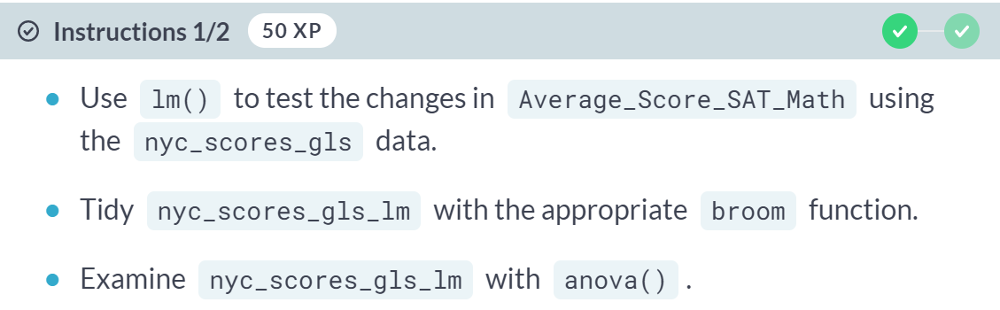 Instructions 1/2 50 XP
Use lm() to test the changes in Average_Score_SAT_Math using
the nyc_scores_gls data.
Tidy nyc_scores_gls_lm with the appropriate broom function.
Examine nyc_scores_gls_lm with anova() .